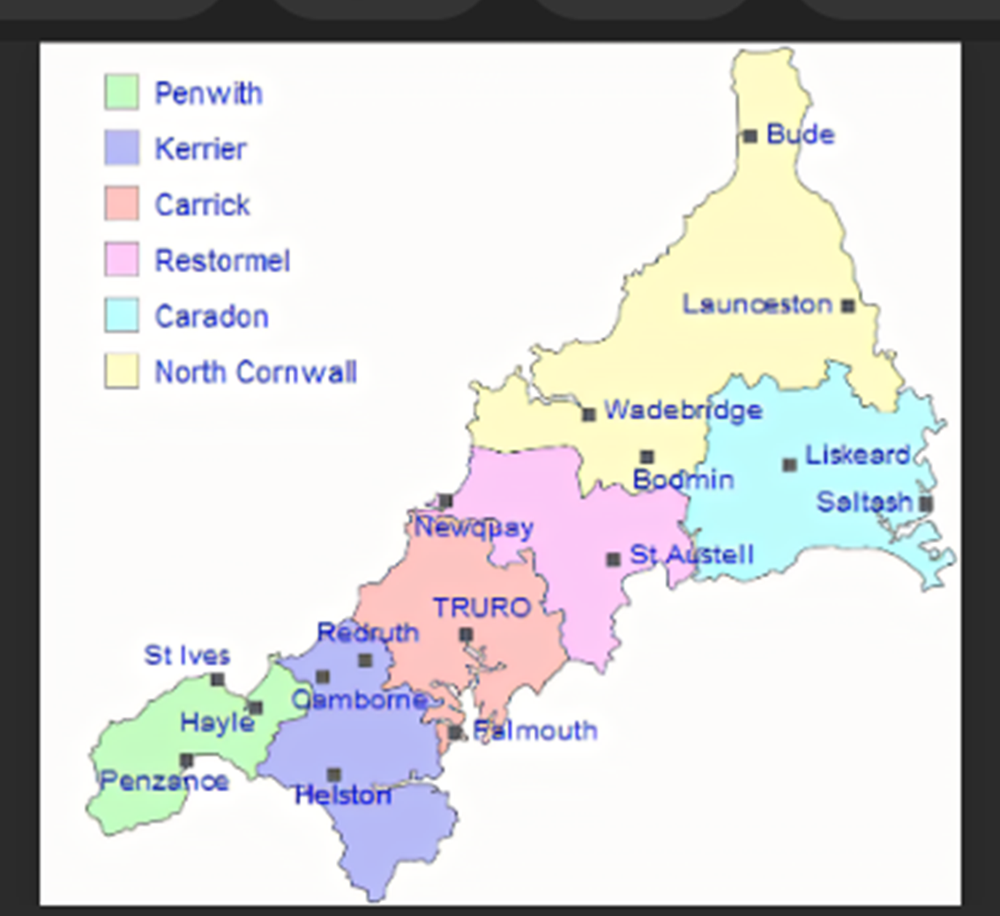 Penwith
Kerrier
Carrick
Restormel
Caradon
North Cornwall
Bude
Launceston
Wadebridge
Bodmin
Liskeard
Saltash
Newquay
St Austell
TRURO
Redruth
St Ives
Camborne
Hayle
Falmouth
Penzance
Helston